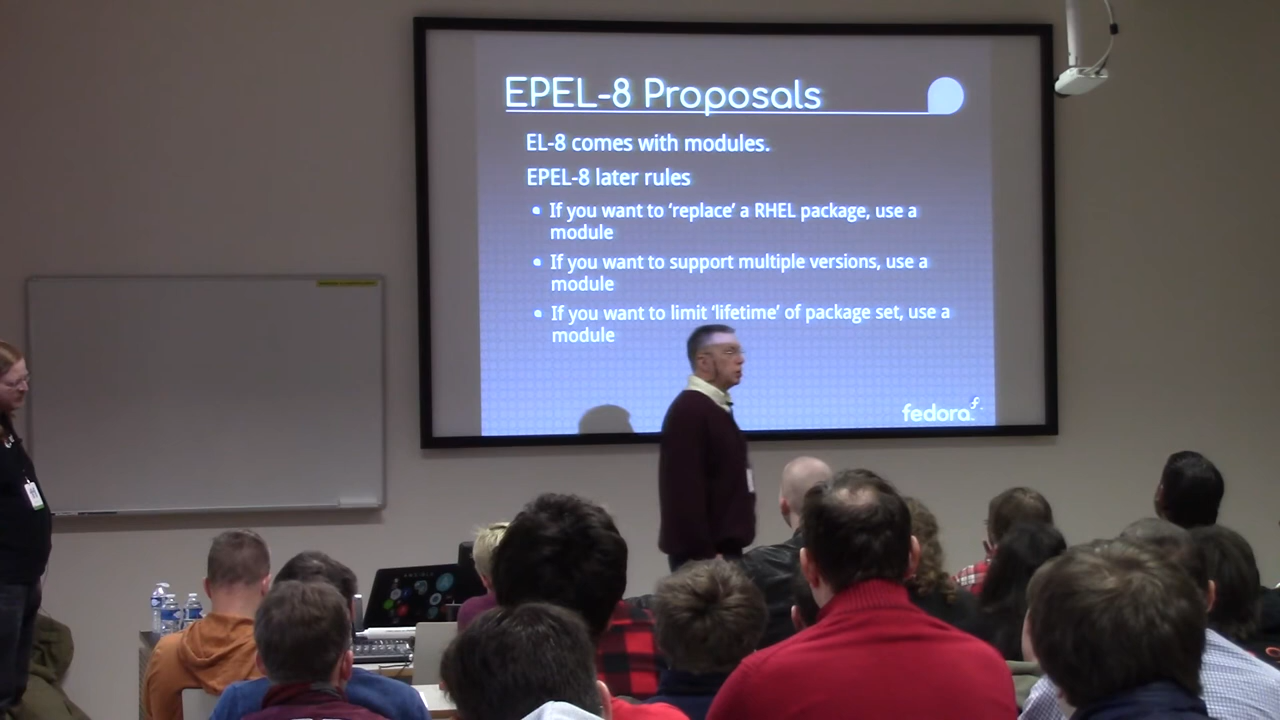 EPEL-8 Proposals
EL-8 comes with modules.
EPEL-8 later rules
• If you want to ‘replace’ a RHEL package, use a
module
• If you want to support multiple versions, use a
module
• If you want to limit ‘lifetime’ of package set, use a
module
fedora